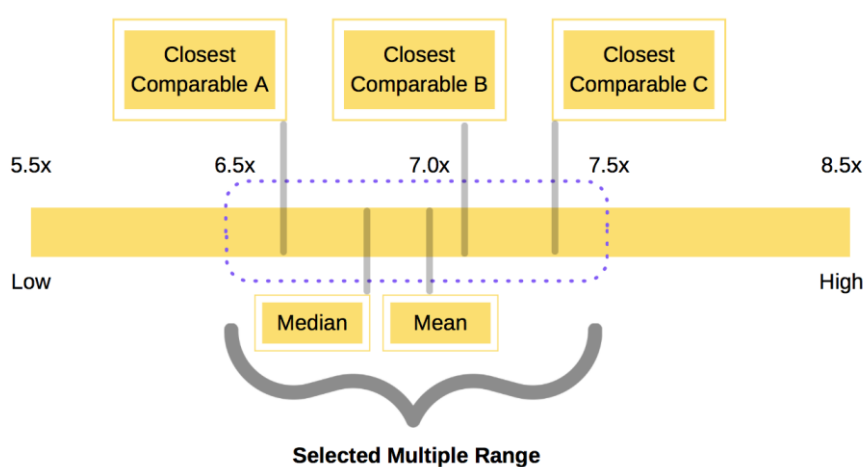 Closest
Comparable A
Closest
Comparable B
Closest
Comparable C
5.5x
6.5x
7.0x
7.5x
8.5x
Low
High
Median
Mean
Selected Multiple Range